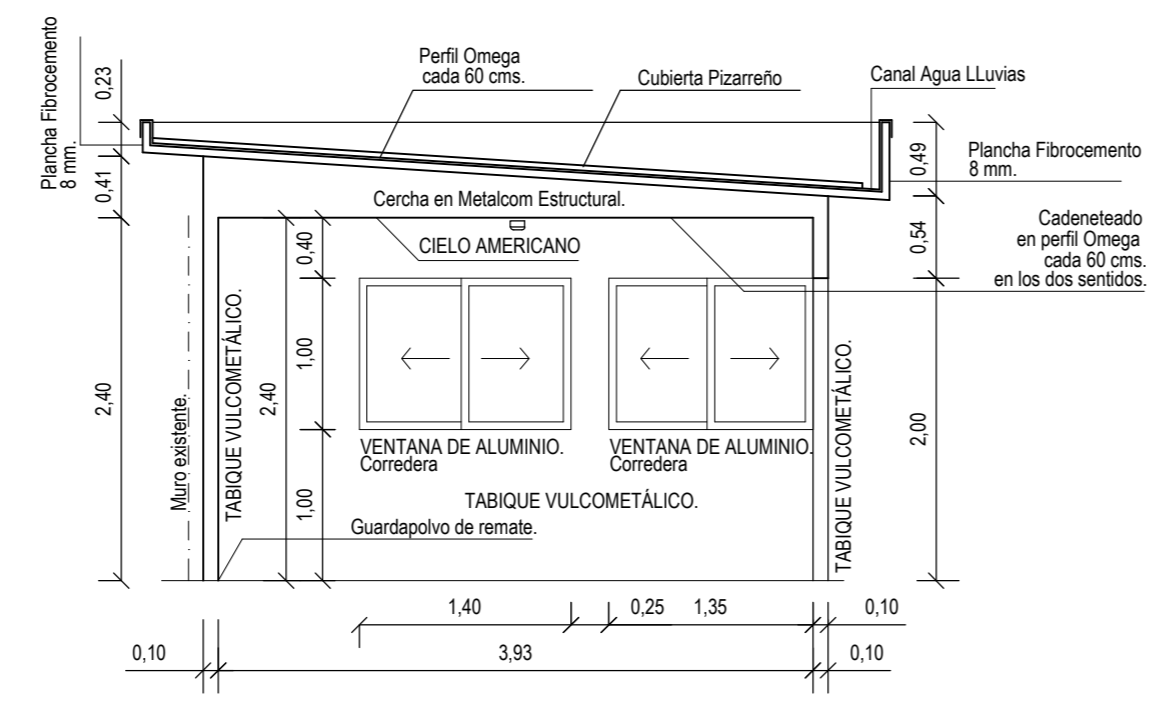 Perfil Omega
cada 60 cms.
Cubierta Pizarreño
Canal Agua LLuvias
Plancha Fibrocemento
8 mm.
0,23
0,41
2,40
0,49
Plancha Fibrocemento
8 mm.
Cercha en Metalcom Estructural.
Cadeneteado
en perfil Omega
cada 60 cms.
en los dos sentidos.
0,54
CIELO AMERICANO
0,40
1,00
1,00
2,40
2,00
Muro existente.
TABIQUE VULCOMETÁLICO.
VENTANA DE ALUMINIO.
Corredera
VENTANA DE ALUMINIO.
Corredera
TABIQUE VULCOMETÁLICO.
TABIQUE VULCOMETÁLICO.
Guardapolvo de remate.
1,40
0,25
1,35
0,10
0,10
3,93
0,10